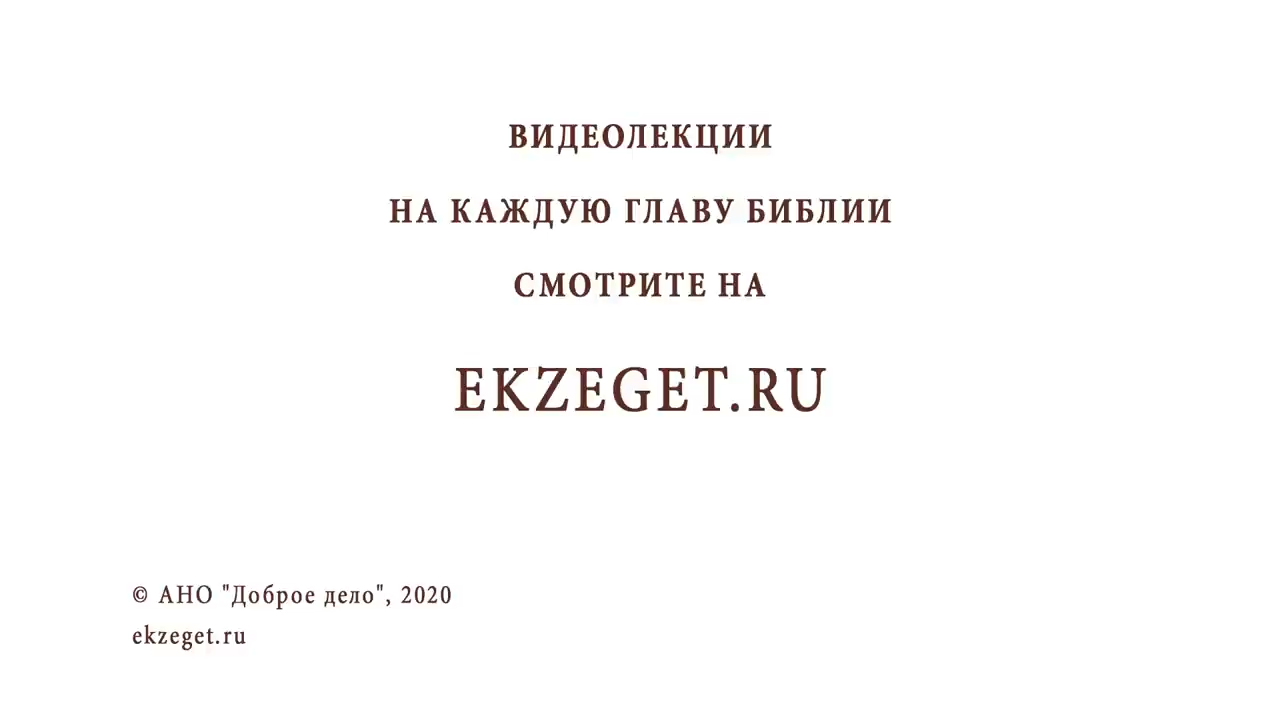 ВИДЕОЛЕКЦИИ
НА КАЖДУЮ ГЛАВУ БИБЛИИ
СМОТРИТЕ НА
EKZEGET.RU
© АНО "Доброе дело", 2020
ekzeget.ru